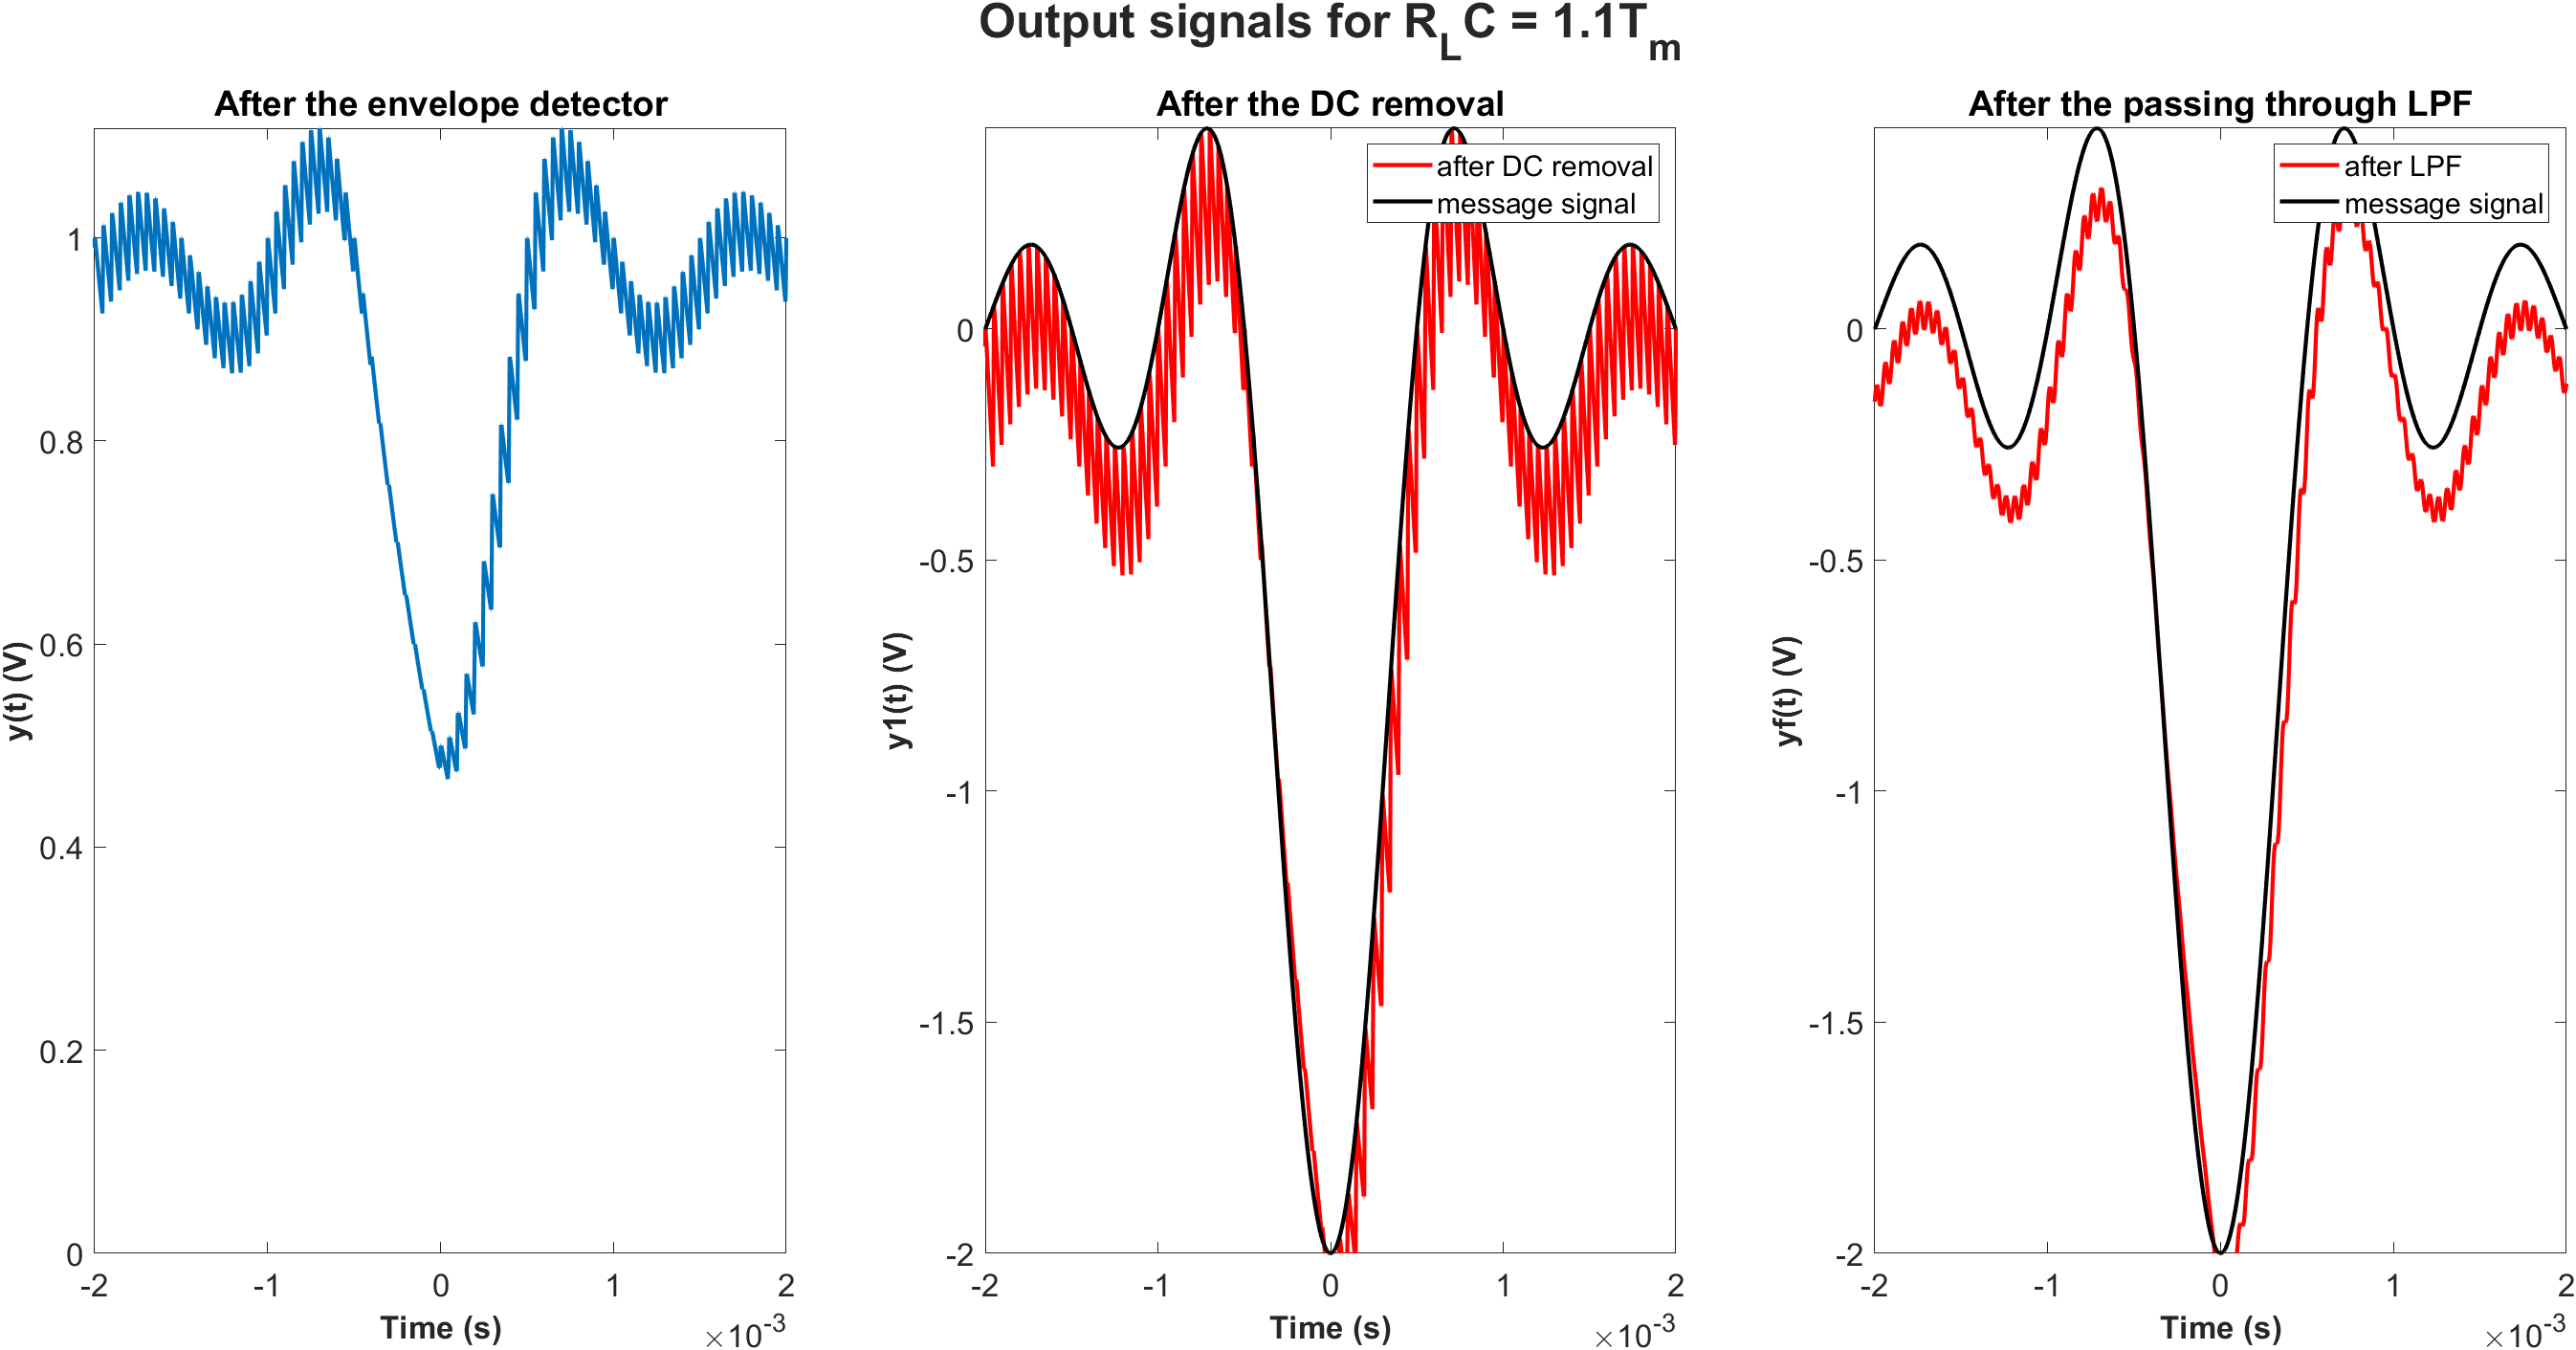 Output signals for R_L C = 1.1T_m
After the envelope detector
y(t) (V)
1
0.8
0.6
0.4
0.2
0
-2
-1
0
1
2
Time (s)
×10^-3
After the DC removal
after DC removal
message signal
y1(t) (V)
0
-0.5
-1
-1.5
-2
-2
-1
0
1
2
Time (s)
×10^-3
After the passing through LPF
after LPF
message signal
yf(t) (V)
0
-0.5
-1
-1.5
-2
-2
-1
0
1
2
Time (s)
×10^-3